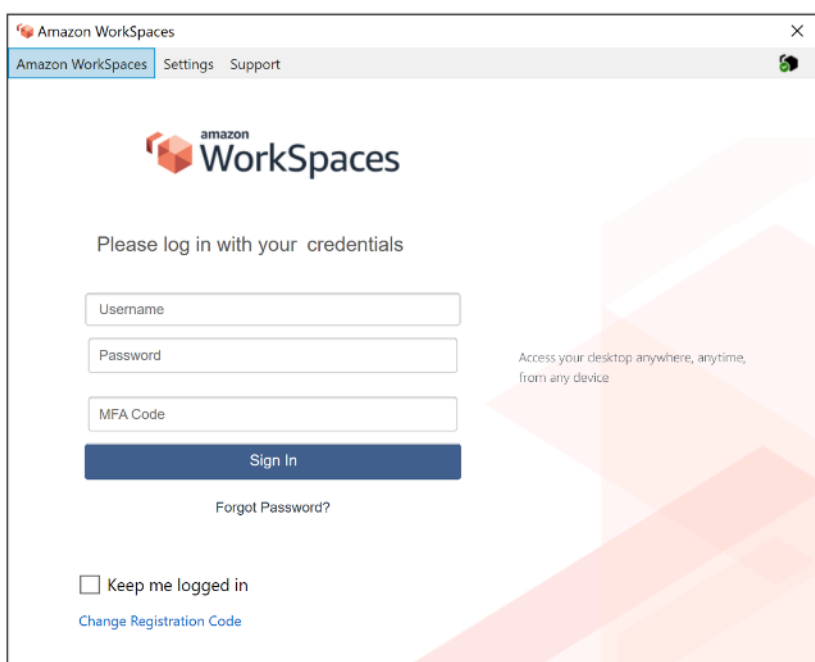 Amazon WorkSpaces
Amazon WorkSpaces Settings Support
amazon
WorkSpaces
Please log in with your credentials
Username
Password
Access your desktop anywhere, anytime,
from any device
MFA Code
Sign In
Forgot Password?
Keep me logged in
Change Registration Code